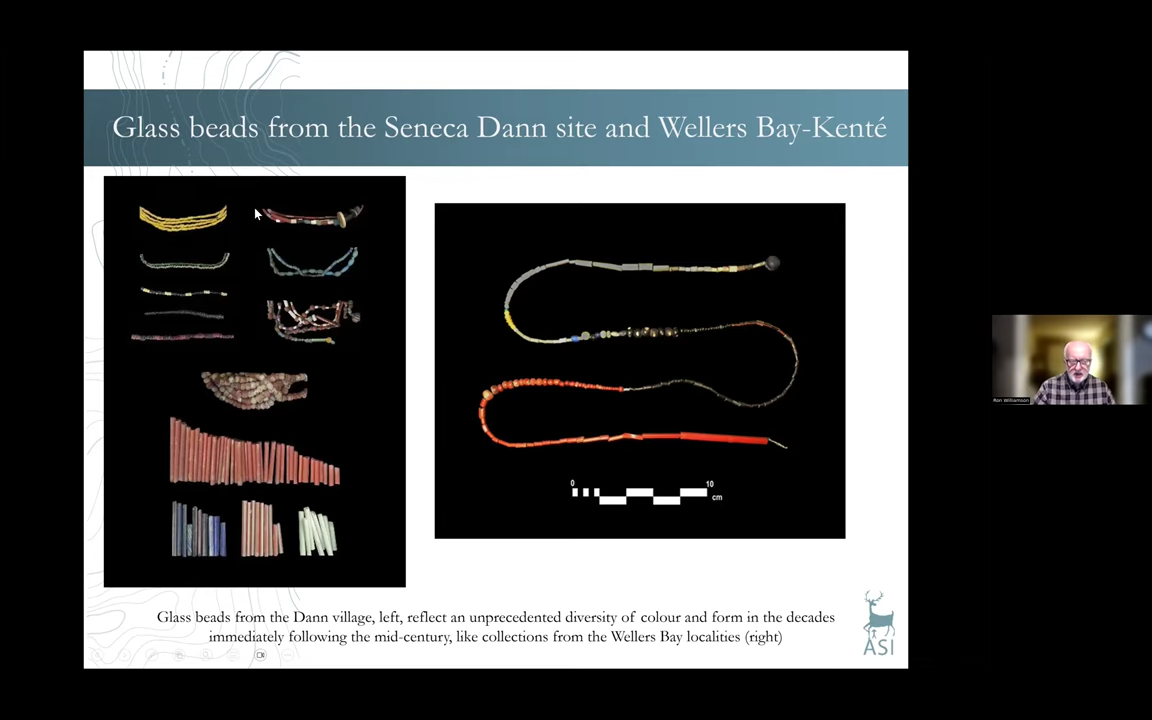 Glass beads from the Seneca Dann site and Wellers Bay-Kenté
0 10
cm
Glass beads from the Dann village, left, reflect an unprecedented diversity of colour and form in the decades
immediately following the mid-century, like collections from the Wellers Bay localities (right)
ASI
Ron Williamson